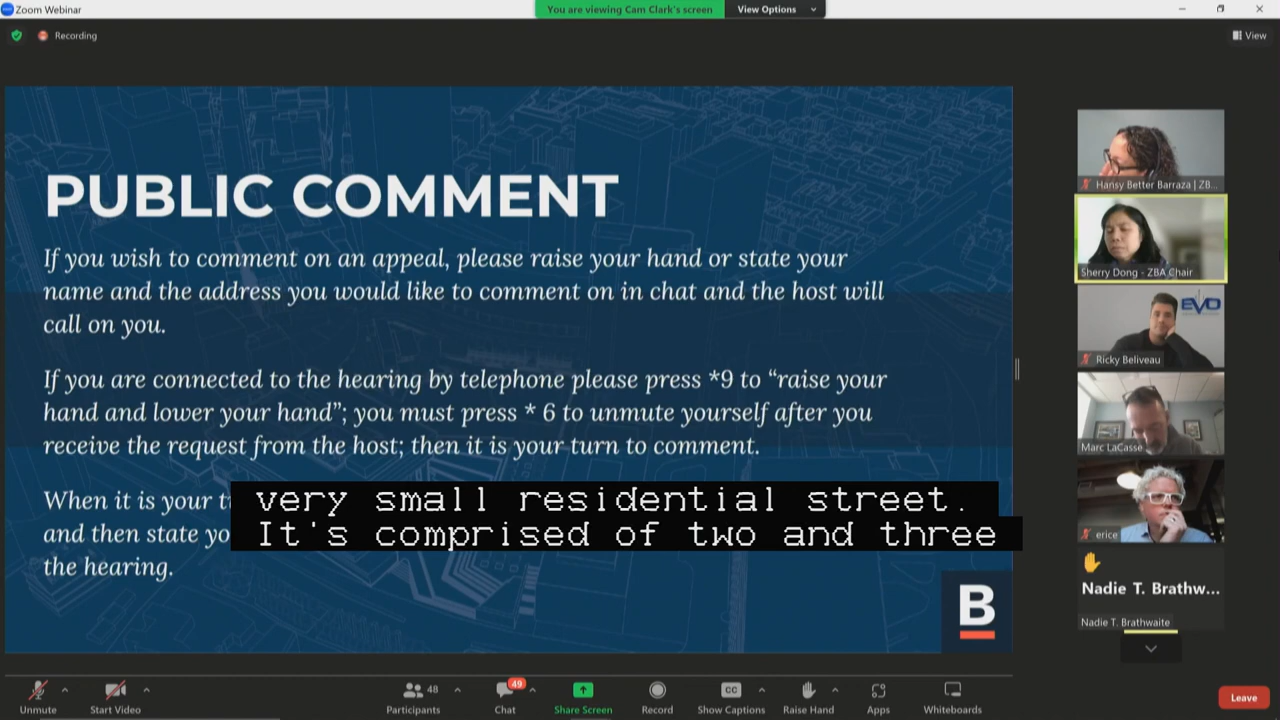 Zoom Webinar
You are viewing Cam Clark's screen
View Options
Recording
View
PUBLIC COMMENT
If you wish to comment on an appeal, please raise your hand or state your
name and the address you would like to comment on in chat and the host will
call on you.
If you are connected to the hearing by telephone please press *9 to “raise your
hand and lower your hand”; you must press * 6 to unmute yourself after you
receive the request from the host; then it is your turn to comment.
When it is your t
and then state yo
the hearing.
very small residential street.
It's comprised of two and three
B
Hansy Better Barraza | ZB...
Sherry Dong - ZBA Chair
EVO
Ricky Beliveau
Marc LaCasse
erice
Nadie T. Brathw...
Nadie T. Brathwaite
Unmute
Start Video
48
Participants
49
Chat
Share Screen
Record
CC
Show Captions
Raise Hand
Apps
Whiteboards
Leave